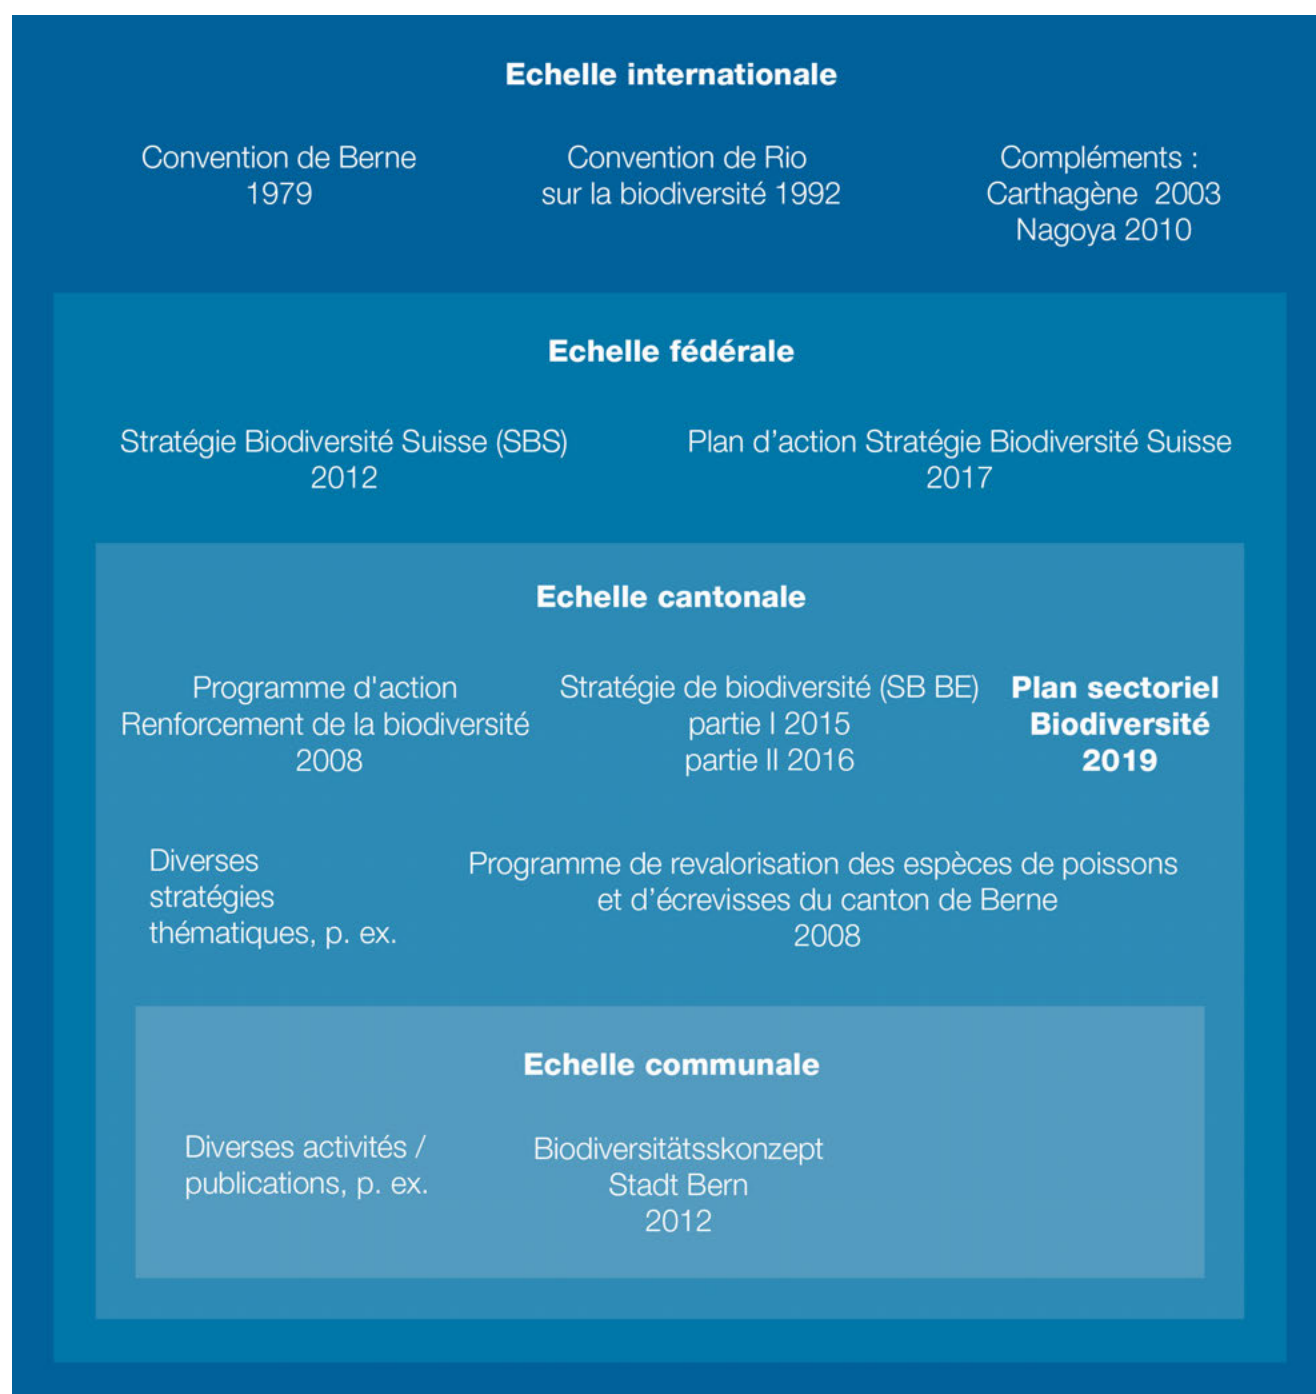 Echelle internationale
Convention de Berne
1979
Convention de Rio
sur la biodiversité 1992
Compléments :
Carthagène 2003
Nagoya 2010
Echelle fédérale
Stratégie Biodiversité Suisse (SBS)
2012
Plan d'action Stratégie Biodiversité Suisse
2017
Echelle cantonale
Programme d'action
Renforcement de la biodiversité
2008
Stratégie de biodiversité (SB BE)
partie I 2015
partie II 2016
Plan sectoriel
Biodiversité
2019
Diverses
stratégies
thématiques, p. ex.
Programme de revalorisation des espèces de poissons
et d'écrevisses du canton de Berne
2008
Echelle communale
Diverses activités /
publications, p. ex.
Biodiversitätsskonzept
Stadt Bern
2012